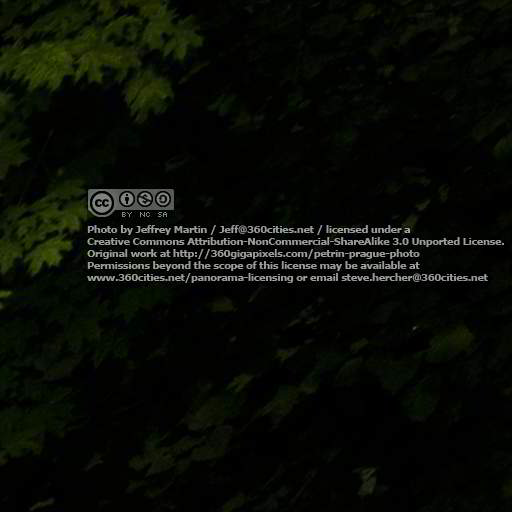 cc
BY NC SA
Photo by Jeffrey Martin / Jeff@360cities.net / licensed under a
Creative Commons Attribution-NonCommercial-ShareAlike 3.0 Unported License.
Original work at http://360gigapixels.com/petrin-prague-photo
Permissions beyond the scope of this license may be available at
www.360cities.net/panorama-licensing or email steve.hercher@360cities.net